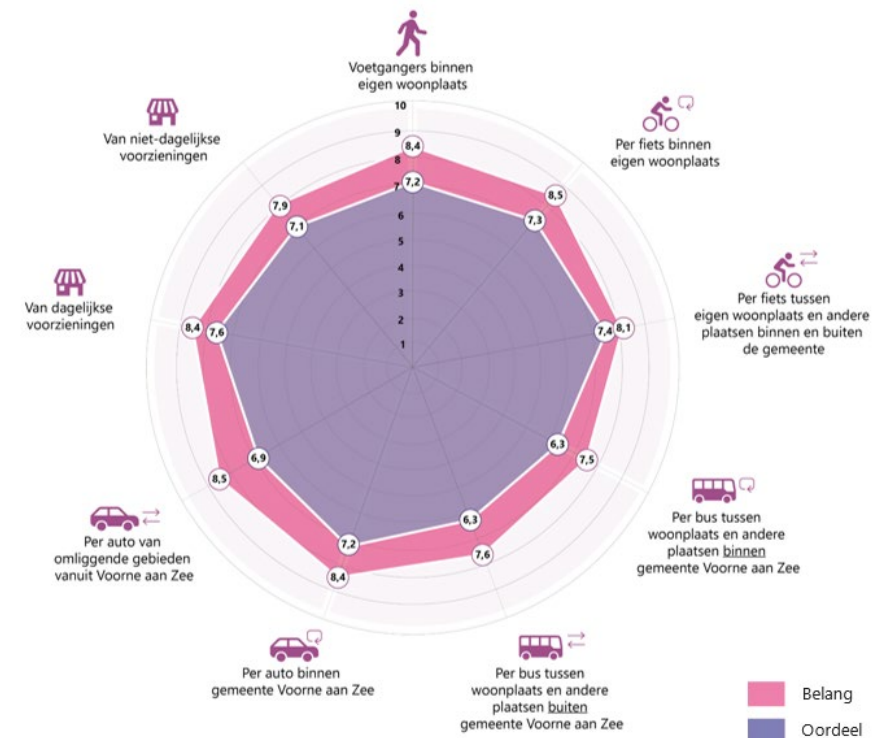 Voetgangers binnen
eigen woonplaats
Per fiets binnen
eigen woonplaats
Per fiets tussen
eigen woonplaats en andere
plaatsen binnen en buiten
de gemeente
Per bus tussen
woonplaats en andere
plaatsen binnen
gemeente Voorne aan Zee
Per bus tussen
woonplaats en andere
plaatsen buiten
gemeente Voorne aan Zee
Per auto binnen
gemeente Voorne aan Zee
Per auto van
omliggende gebieden
vanuit Voorne aan Zee
Van dagelijkse
voorzieningen
Van niet-dagelijkse
voorzieningen
10
9
8
7
6
5
4
3
2
1
8,4
7,2
8,5
7,3
8,1
7,4
7,5
6,3
7,6
6,3
8,4
7,2
8,5
6,9
8,4
7,6
7,9
7,1
Belang
Oordeel